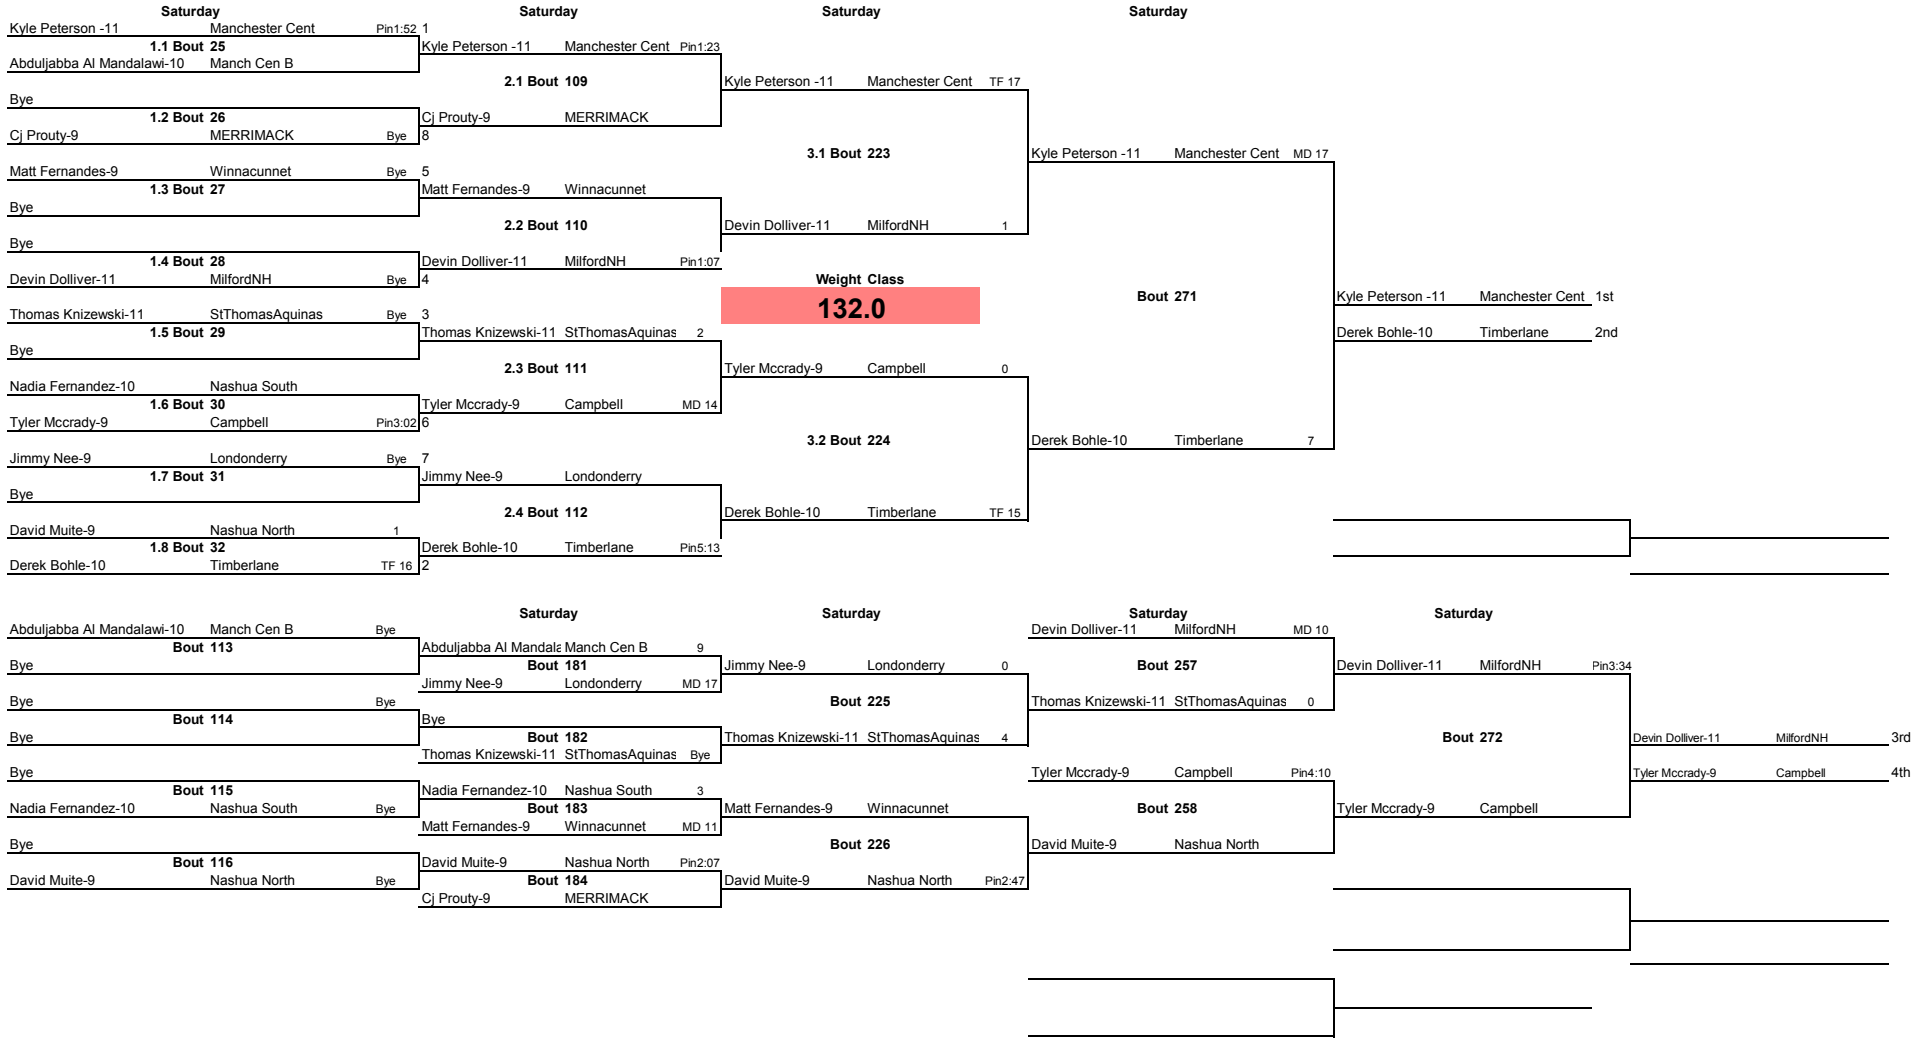 Saturday Saturday Saturday Saturday
Kyle Peterson -11 Manchester Cent Pin1:52 1
1.1 Bout 25 Kyle Peterson -11 Manchester Cent Pin1:23
Abduljabba Al Mandalawi-10 Manch Cen B
2.1 Bout 109 Kyle Peterson -11 Manchester Cent TF 17
Bye
1.2 Bout 26 Cj Prouty-9 MERRIMACK
Cj Prouty-9 MERRIMACK Bye 8
3.1 Bout 223 Kyle Peterson -11 Manchester Cent MD 17
Matt Fernandes-9 Winnacunnet Bye 5
1.3 Bout 27 Matt Fernandes-9 Winnacunnet
Bye
2.2 Bout 110 Devin Dolliver-11 MilfordNH 1
Bye
1.4 Bout 28 Devin Dolliver-11 MilfordNH Pin1:07
Devin Dolliver-11 MilfordNH Bye 4 Weight Class
Bout 271 Kyle Peterson -11 Manchester Cent 1st
132.0
Thomas Knizewski-11 StThomasAquinas Bye 3
1.5 Bout 29 Thomas Knizewski-11 StThomasAquinas 2 Derek Bohle-10 Timberlane 2nd
Bye
2.3 Bout 111 Tyler Mccrady-9 Campbell 0
Nadia Fernandez-10 Nashua South
1.6 Bout 30 Tyler Mccrady-9 Campbell MD 14
Tyler Mccrady-9 Campbell Pin3:02 6
3.2 Bout 224 Derek Bohle-10 Timberlane 7
Jimmy Nee-9 Londonderry Bye 7
1.7 Bout 31 Jimmy Nee-9 Londonderry
Bye
2.4 Bout 112 Derek Bohle-10 Timberlane TF 15
David Muite-9 Nashua North 1
1.8 Bout 32 Derek Bohle-10 Timberlane Pin5:13
Derek Bohle-10 Timberlane TF 16 2
Saturday Saturday Saturday Saturday
Abduljabba Al Mandalawi-10 Manch Cen B Bye Devin Dolliver-11 MilfordNH MD 10
Bout 113 Abduljabba Al Mandala Manch Cen B 9
Bye Bout 181 Jimmy Nee-9 Londonderry 0 Bout 257 Devin Dolliver-11 MilfordNH Pin3:34
Jimmy Nee-9 Londonderry MD 17
Bye Bye Bout 225 Thomas Knizewski-11 StThomasAquinas 0
Bout 114 Bye
Bye Bout 182 Thomas Knizewski-11 StThomasAquinas 4 Bout 272 Devin Dolliver-11 MilfordNH 3rd
Thomas Knizewski-11 StThomasAquinas Bye
Bye Tyler Mccrady-9 Campbell Pin4:10 Tyler Mccrady-9 Campbell 4th
Bout 115 Nadia Fernandez-10 Nashua South 3
Nadia Fernandez-10 Nashua South Bye Bout 183 Matt Fernandes-9 Winnacunnet Bout 258 Tyler Mccrady-9 Campbell
Matt Fernandes-9 Winnacunnet MD 11
Bye Bout 226 David Muite-9 Nashua North
Bout 116 David Muite-9 Nashua North Pin2:07
David Muite-9 Nashua North Bye Bout 184 David Muite-9 Nashua North Pin2:47
Cj Prouty-9 MERRIMACK